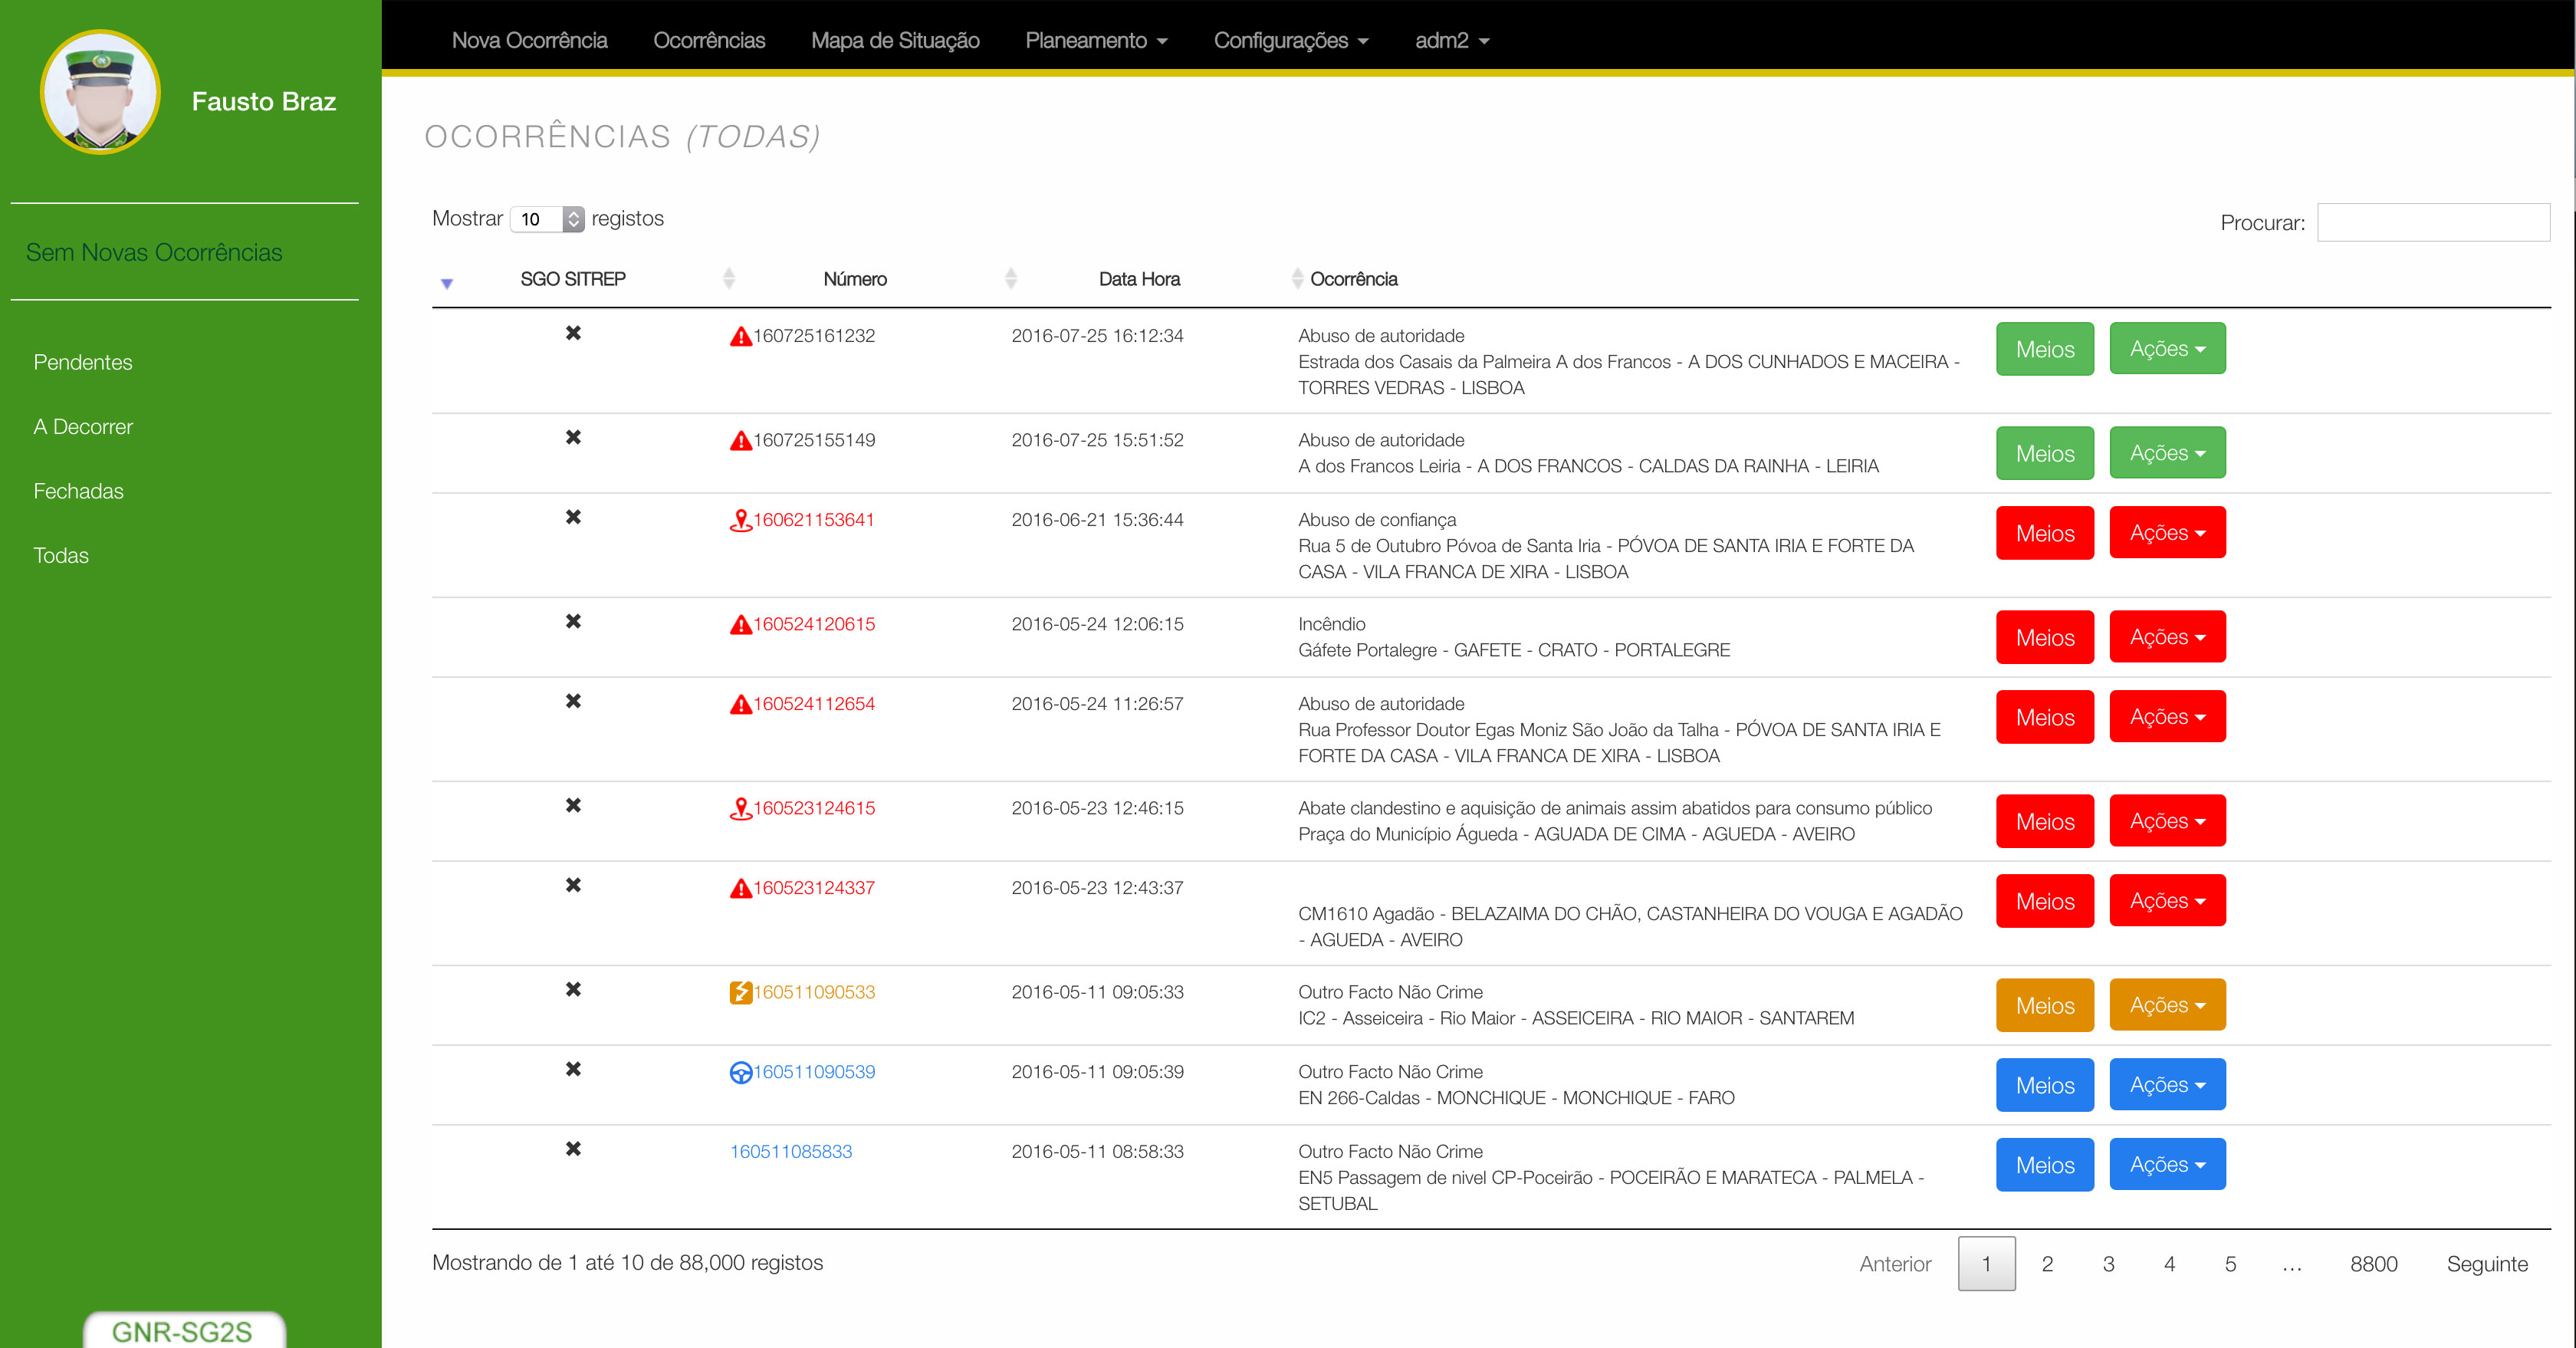 Fausto Braz
Nova Ocorrência Ocorrências Mapa de Situação Planeamento Configurações adm2
Sem Novas Ocorrências
Pendentes
A Decorrer
Fechadas
Todas
GNR-SG2S
OCORRÊNCIAS (TODAS)
Mostrar 10 registos
Procurar:
SGO SITREP Número Data Hora Ocorrência
160725161232 2016-07-25 16:12:34 Abuso de autoridade Meios Ações
Estrada dos Casais da Palmeira A dos Francos - A DOS CUNHADOS E MACEIRA -
TORRES VEDRAS - LISBOA
160725155149 2016-07-25 15:51:52 Abuso de autoridade Meios Ações
A dos Francos Leiria - A DOS FRANCOS - CALDAS DA RAINHA - LEIRIA
160621153641 2016-06-21 15:36:44 Abuso de confiança Meios Ações
Rua 5 de Outubro Póvoa de Santa Iria - PÓVOA DE SANTA IRIA E FORTE DA
CASA - VILA FRANCA DE XIRA - LISBOA
160524120615 2016-05-24 12:06:15 Incêndio Meios Ações
Gáfete Portalegre - GAFETE - CRATO - PORTALEGRE
160524112654 2016-05-24 11:26:57 Abuso de autoridade Meios Ações
Rua Professor Doutor Egas Moniz São João da Talha - PÓVOA DE SANTA IRIA E
FORTE DA CASA - VILA FRANCA DE XIRA - LISBOA
160523124615 2016-05-23 12:46:15 Abate clandestino e aquisição de animais assim abatidos para consumo público Meios Ações
Praça do Município Águeda - AGUADA DE CIMA - AGUEDA - AVEIRO
160523124337 2016-05-23 12:43:37 Meios Ações
CM1610 Agadão - BELAZAIMA DO CHÃO, CASTANHEIRA DO VOUGA E AGADÃO
- AGUEDA - AVEIRO
160511090533 2016-05-11 09:05:33 Outro Facto Não Crime Meios Ações
IC2 - Asseiceira - Rio Maior - ASSEICEIRA - RIO MAIOR - SANTAREM
160511090539 2016-05-11 09:05:39 Outro Facto Não Crime Meios Ações
EN 266-Caldas - MONCHIQUE - MONCHIQUE - FARO
160511085833 2016-05-11 08:58:33 Outro Facto Não Crime Meios Ações
EN5 Passagem de nivel CP-Poceirão - POCEIRÃO E MARATECA - PALMELA -
SETUBAL
Mostrando de 1 até 10 de 88,000 registos
Anterior 1 2 3 4 5 … 8800 Seguinte